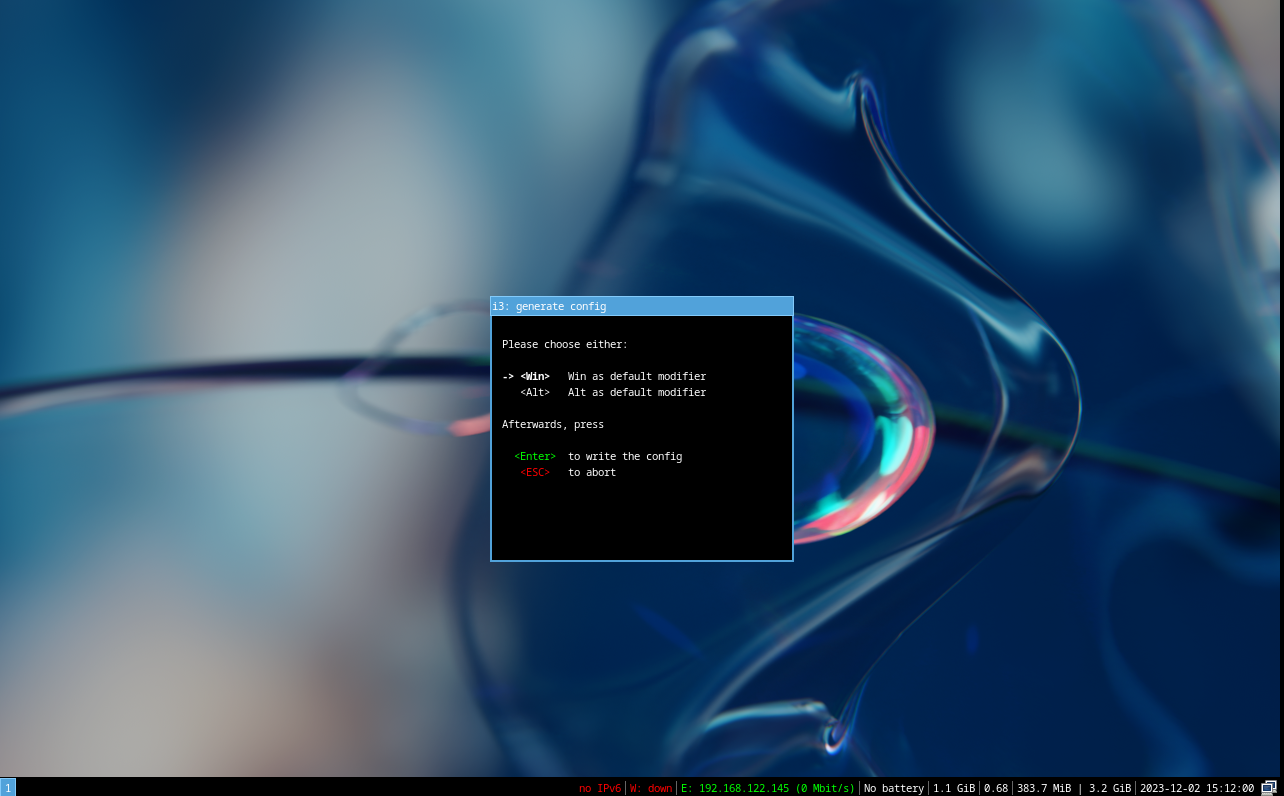 i3: generate config
Please choose either:
-> <Win> Win as default modifier
<Alt> Alt as default modifier
Afterwards, press
<Enter> to write the config
<ESC> to abort
1 no IPv6 W: down E: 192.168.122.145 (0 Mbit/s) No battery 1.1 GiB 0.68 383.7 MiB | 3.2 GiB 2023-12-02 15:12:00